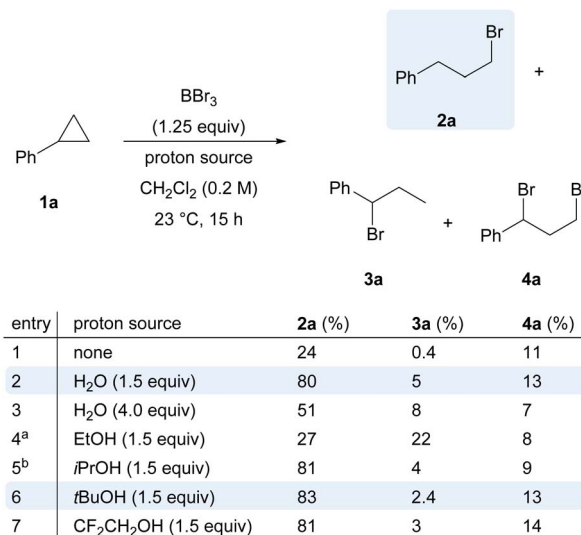 Br
Ph
+
2a
BBr3
(1.25 equiv)
proton source
CH2Cl2 (0.2 M)
23 °C, 15 h
Ph
1a
Ph
Br
+
Br
Ph
3a
4a
entry proton source 2a (%) 3a (%) 4a (%)
1 none 24 0.4 11
2 H2O (1.5 equiv) 80 5 13
3 H2O (4.0 equiv) 51 8 7
4a EtOH (1.5 equiv) 27 22 8
5b iPrOH (1.5 equiv) 81 4 9
6 tBuOH (1.5 equiv) 83 2.4 13
7 CF2CH2OH (1.5 equiv) 81 3 14